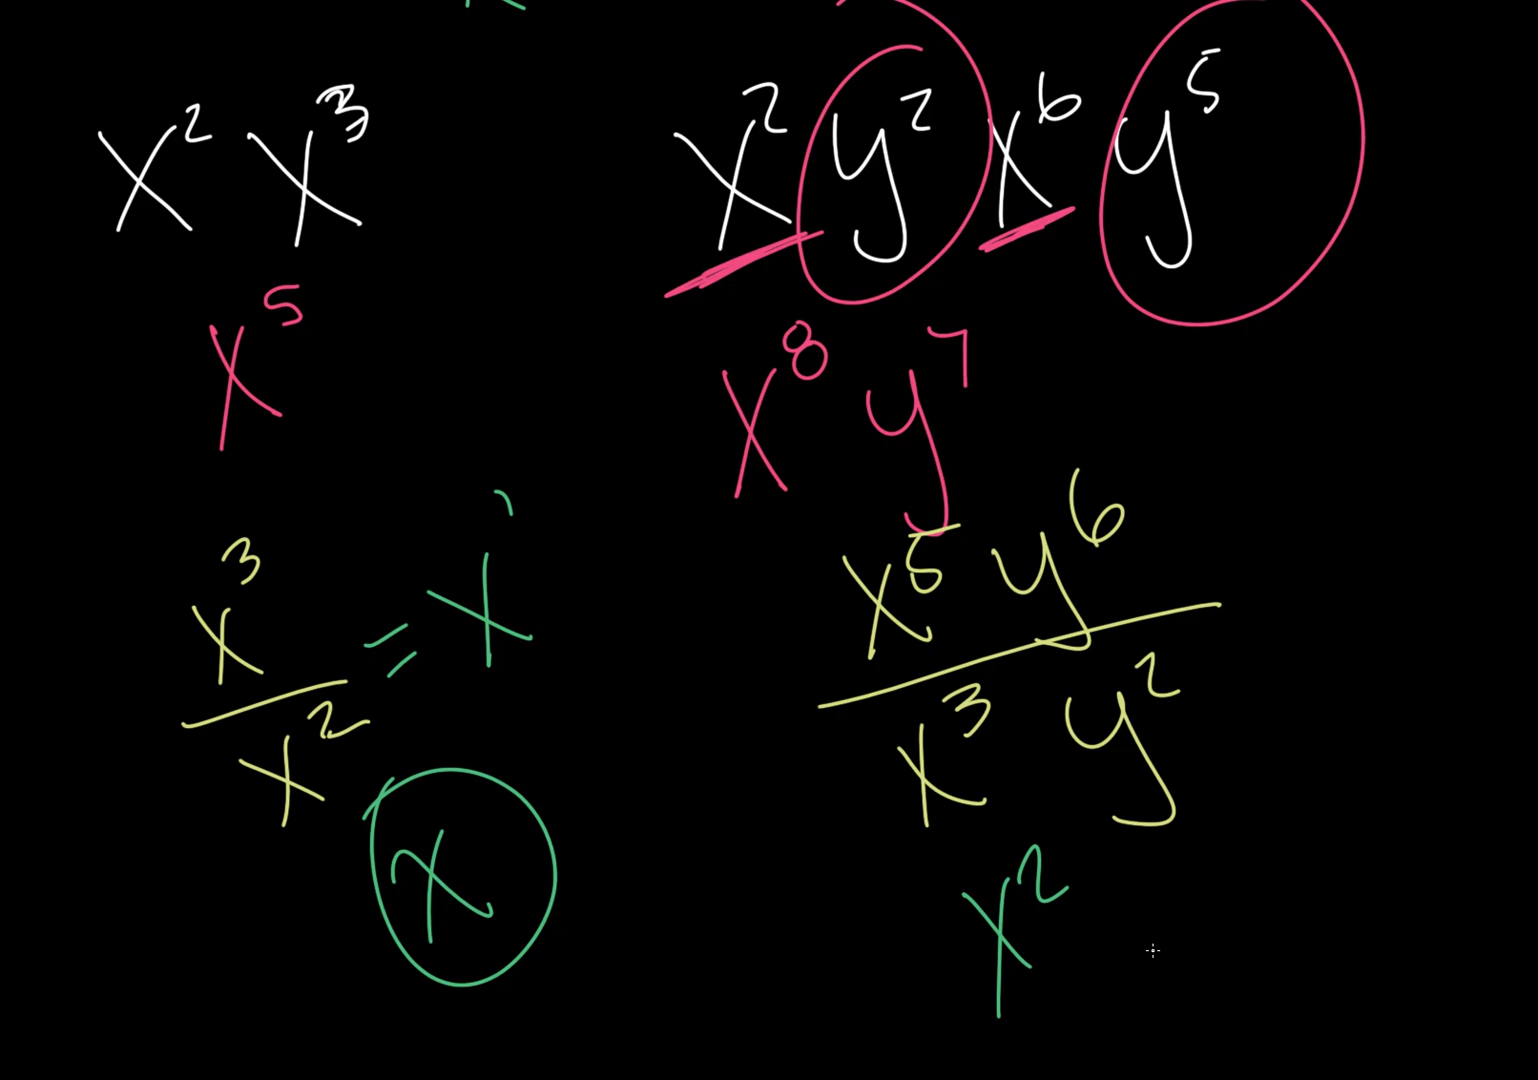 x² x³
x⁵
x² y² x⁶ y⁵
x⁸ y⁷
x³
/
x² = x¹
x
x⁵ y⁶
/
x³ y²
x²